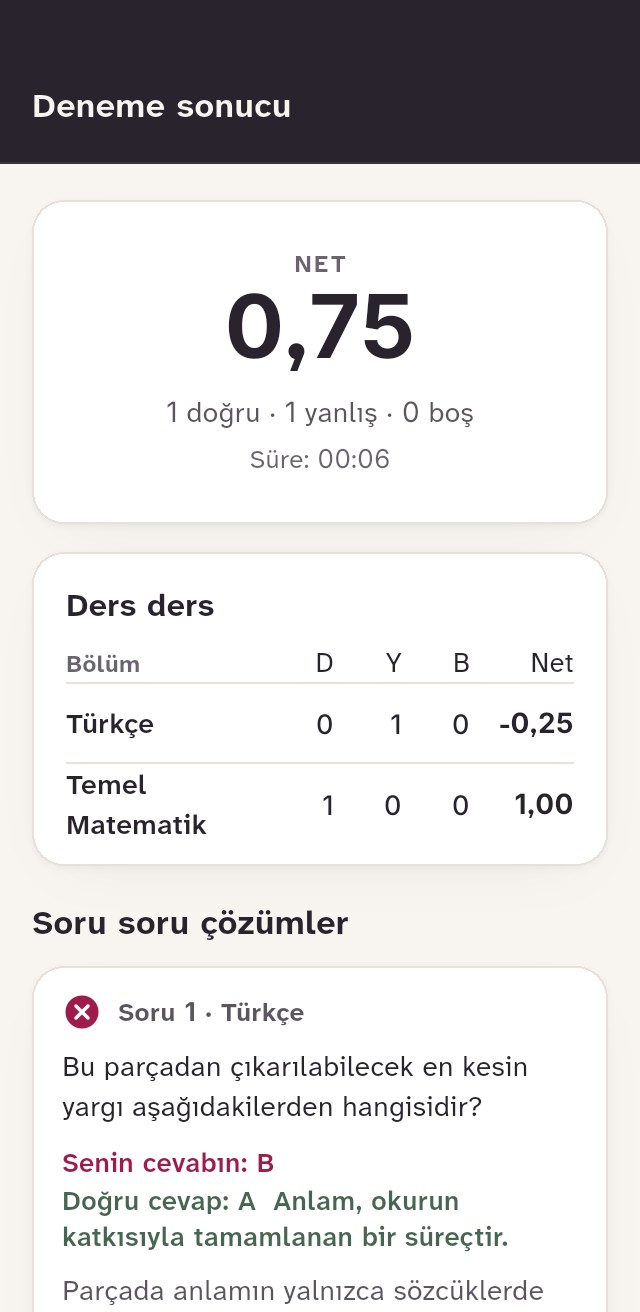 Deneme sonucu
NET
0,75
1 doğru · 1 yanlış · 0 boş
Süre: 00:06
Ders ders
Bölüm D Y B Net
Türkçe 0 1 0 -0,25
Temel Matematik 1 0 0 1,00
Soru soru çözümler
Soru 1 · Türkçe
Bu parçadan çıkarılabilecek en kesin
yargı aşağıdakilerden hangisidir?
Senin cevabın: B
Doğru cevap: A Anlam, okurun
katkısıyla tamamlanan bir süreçtir.
Parçada anlamın yalnızca sözcüklerde